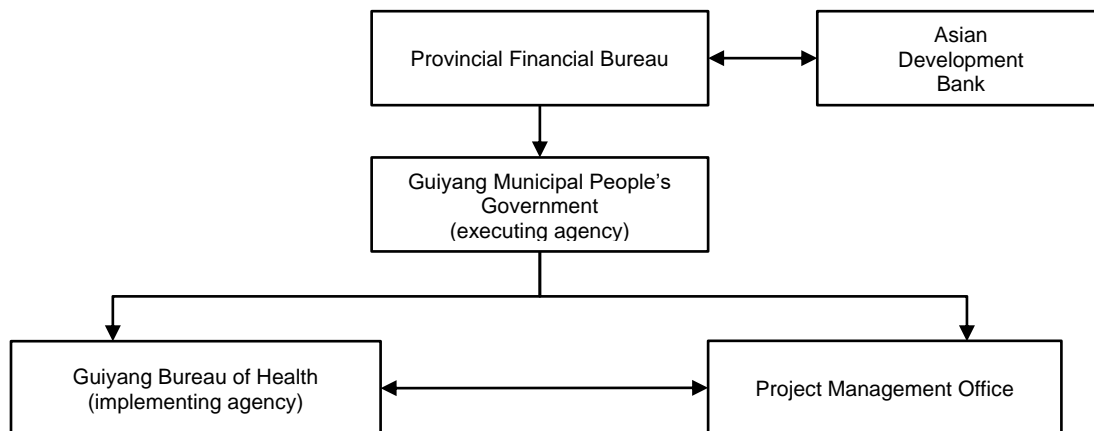 Provincial Financial Bureau
Asian
Development
Bank
Guiyang Municipal People’s
Government
(executing agency)
Guiyang Bureau of Health
(implementing agency)
Project Management Office